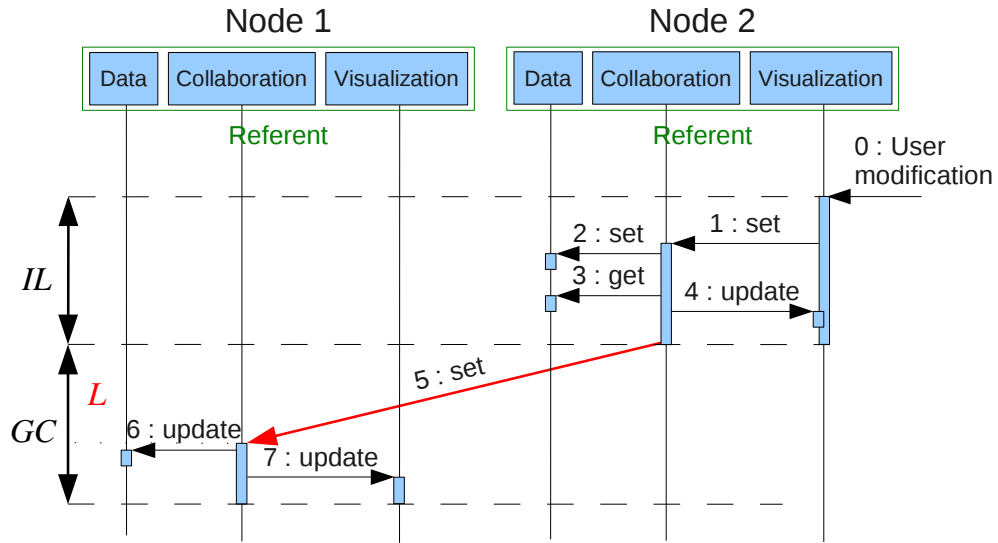 Node 1
Node 2
Data
Collaboration
Visualization
Data
Collaboration
Visualization
Referent
Referent
0 : User
modification
1 : set
2 : set
3 : get
4 : update
IL
5 : set
L
GC
6 : update
7 : update